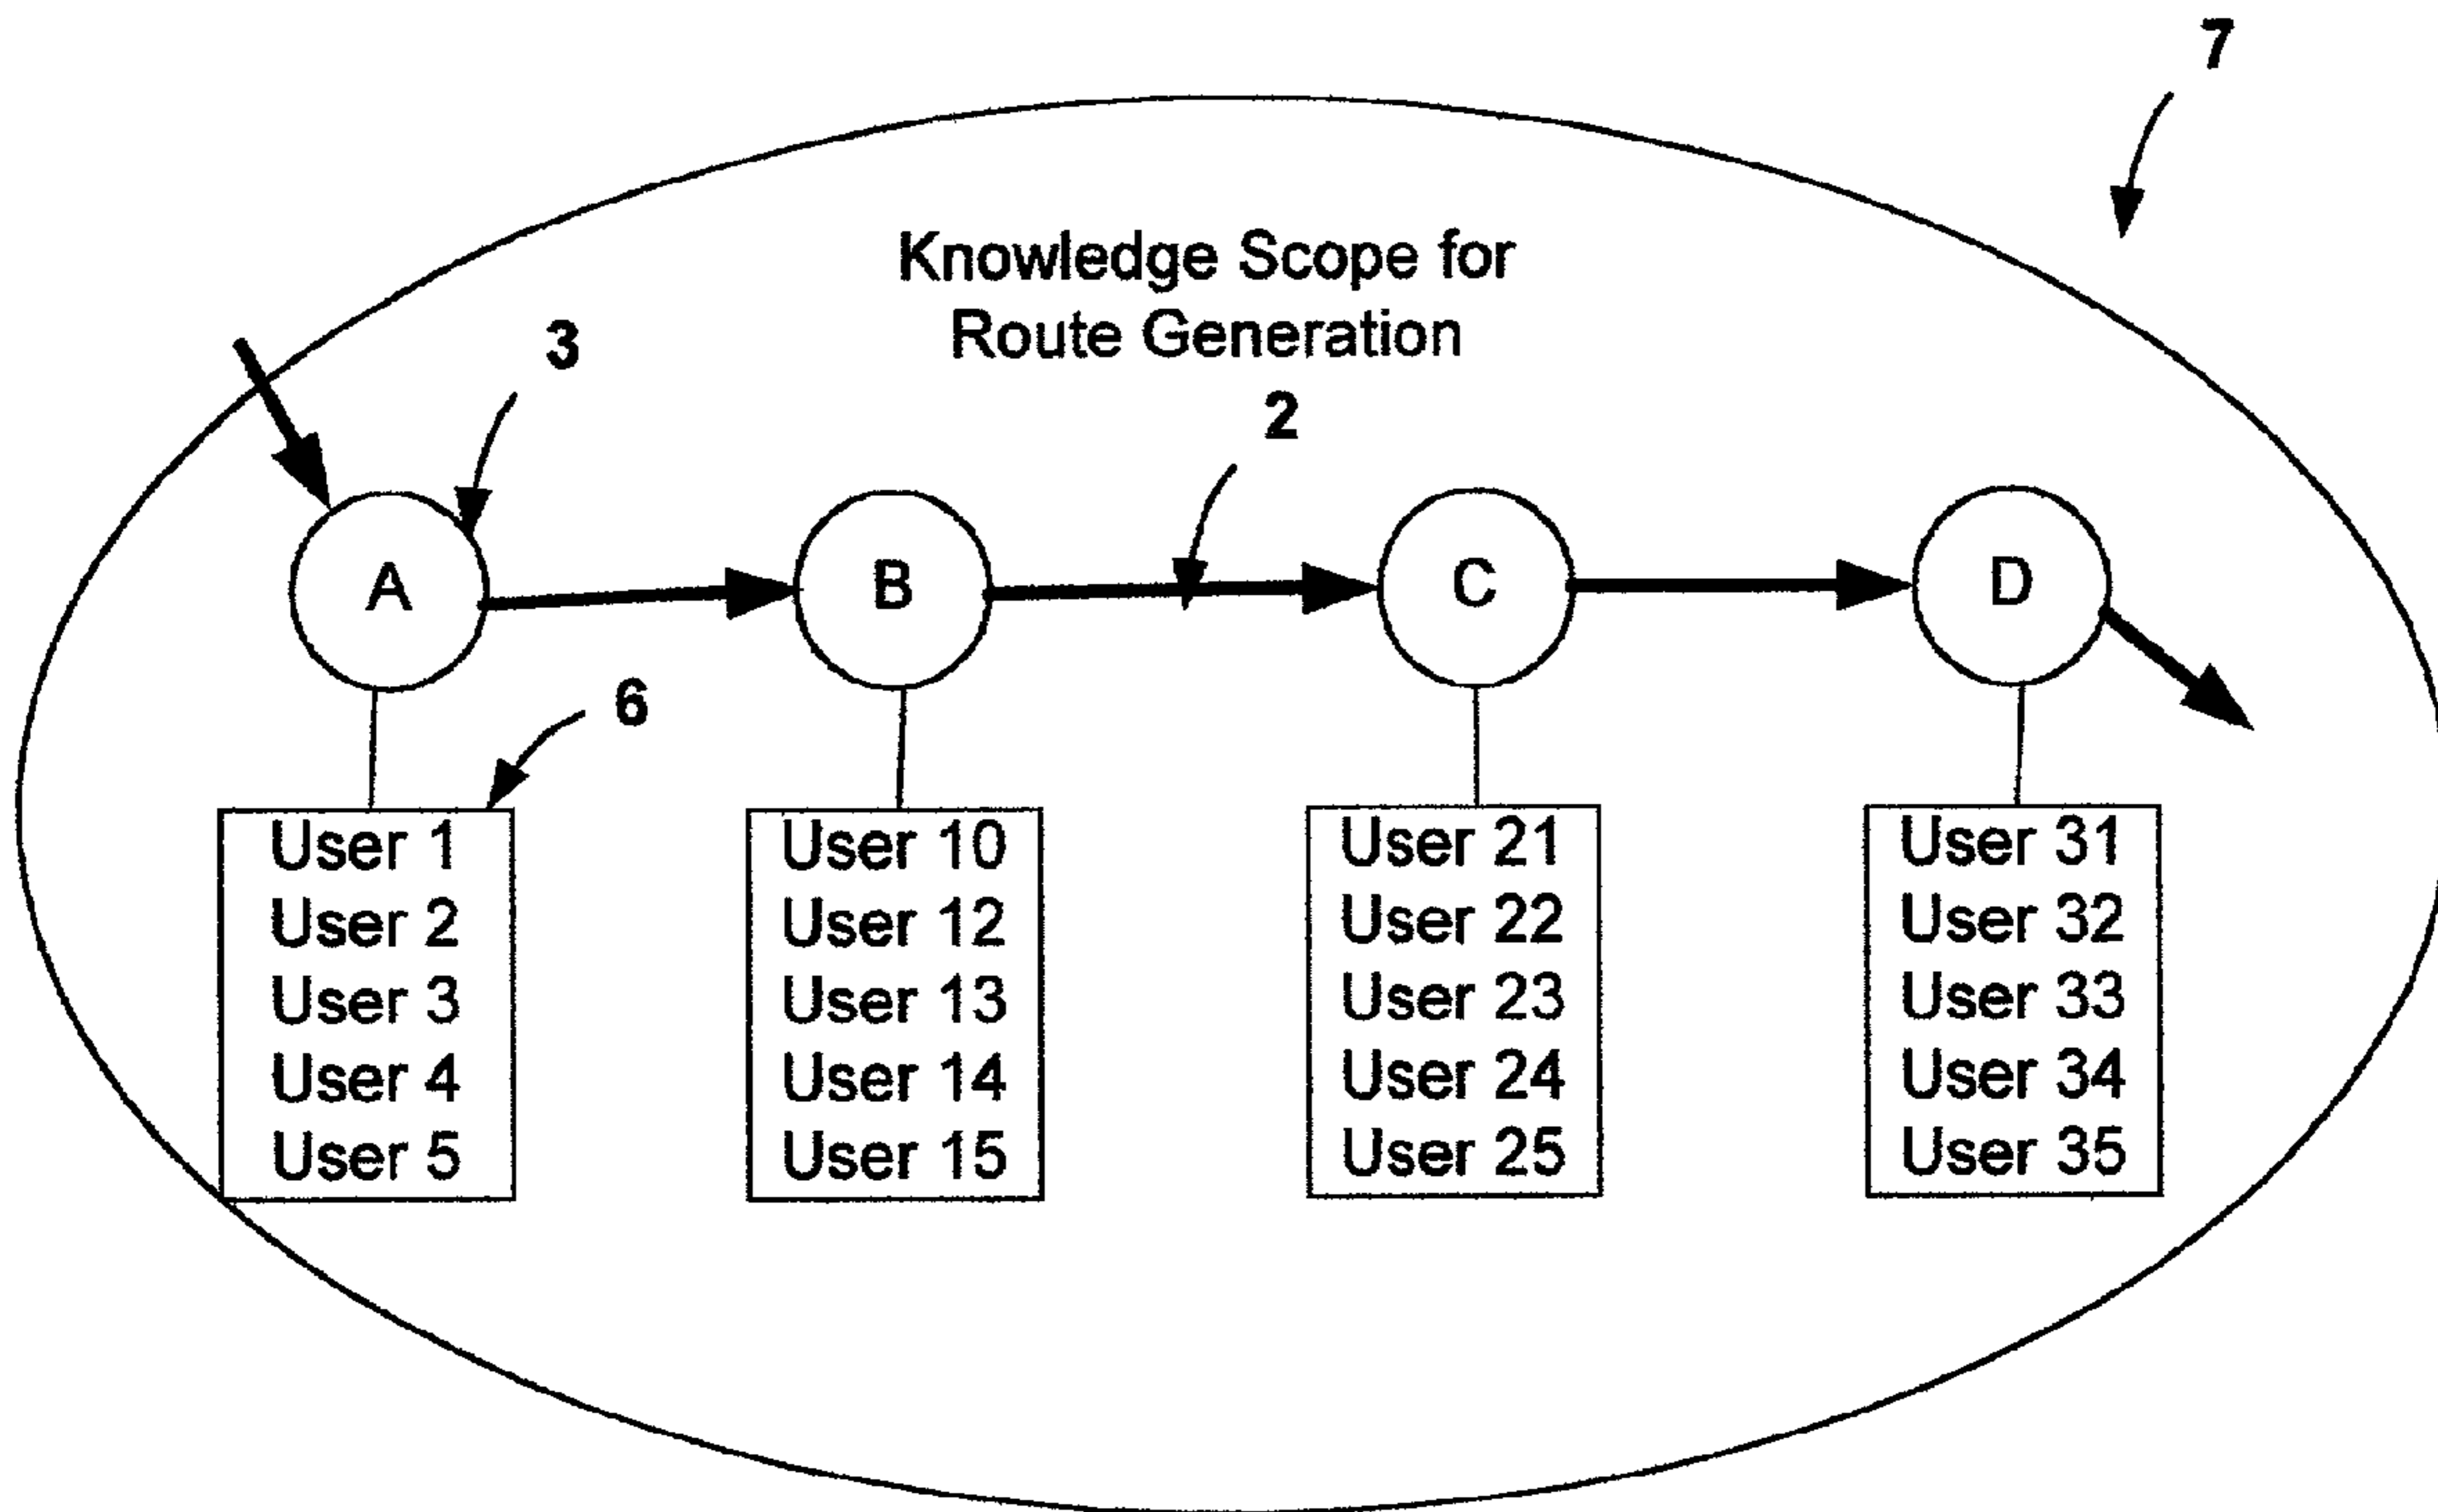 7
Knowledge Scope for
Route Generation
3
2
A
B
C
D
6
User 1
User 2
User 3
User 4
User 5
User 10
User 12
User 13
User 14
User 15
User 21
User 22
User 23
User 24
User 25
User 31
User 32
User 33
User 34
User 35